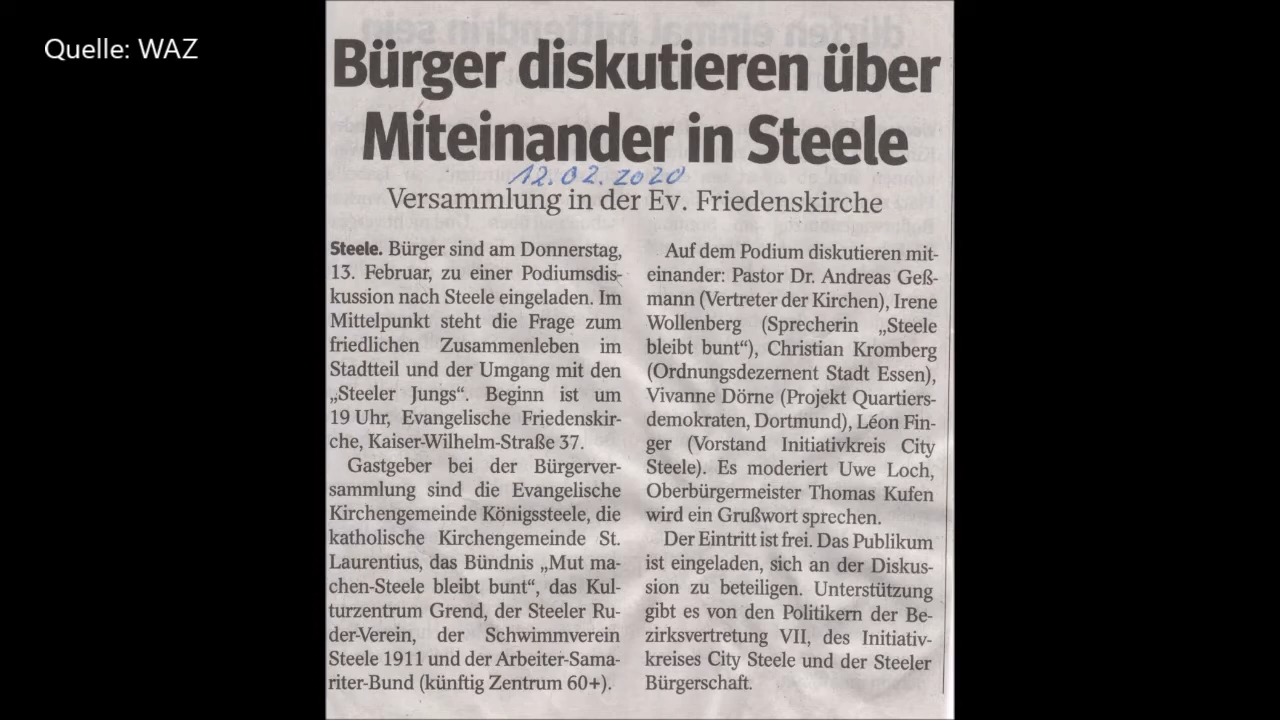 Quelle: WAZ
Bürger diskutieren über
Miteinander in Steele
12.02.2020
Versammlung in der Ev. Friedenskirche
Steele. Bürger sind am Donnerstag,
13. Februar, zu einer Podiumsdis-
kussion nach Steele eingeladen. Im
Mittelpunkt steht die Frage zum
friedlichen Zusammenleben im
Stadtteil und der Umgang mit den
„Steeler Jungs“. Beginn ist um
19 Uhr, Evangelische Friedenskir-
che, Kaiser-Wilhelm-Straße 37.
Gastgeber bei der Bürgerver-
sammlung sind die Evangelische
Kirchengemeinde Königssteele, die
katholische Kirchengemeinde St.
Laurentius, das Bündnis „Mut ma-
chen-Steele bleibt bunt“, das Kul-
turzentrum Grend, der Steeler Ru-
der-Verein, der Schwimmverein
Steele 1911 und der Arbeiter-Sama-
riter-Bund (künftig Zentrum 60+).
Auf dem Podium diskutieren mit-
einander: Pastor Dr. Andreas Geß-
mann (Vertreter der Kirchen), Irene
Wollenberg (Sprecherin „Steele
bleibt bunt“), Christian Kromberg
(Ordnungsdezernent Stadt Essen),
Vivanne Dörne (Projekt Quartiers-
demokraten, Dortmund), Léon Fin-
ger (Vorstand Initiativkreis City
Steele). Es moderiert Uwe Loch,
Oberbürgermeister Thomas Kufen
wird ein Grußwort sprechen.
Der Eintritt ist frei. Das Publikum
ist eingeladen, sich an der Diskus-
sion zu beteiligen. Unterstützung
gibt es von den Politikern der Be-
zirksvertretung VII, des Initiativ-
kreises City Steele und der Steeler
Bürgerschaft.